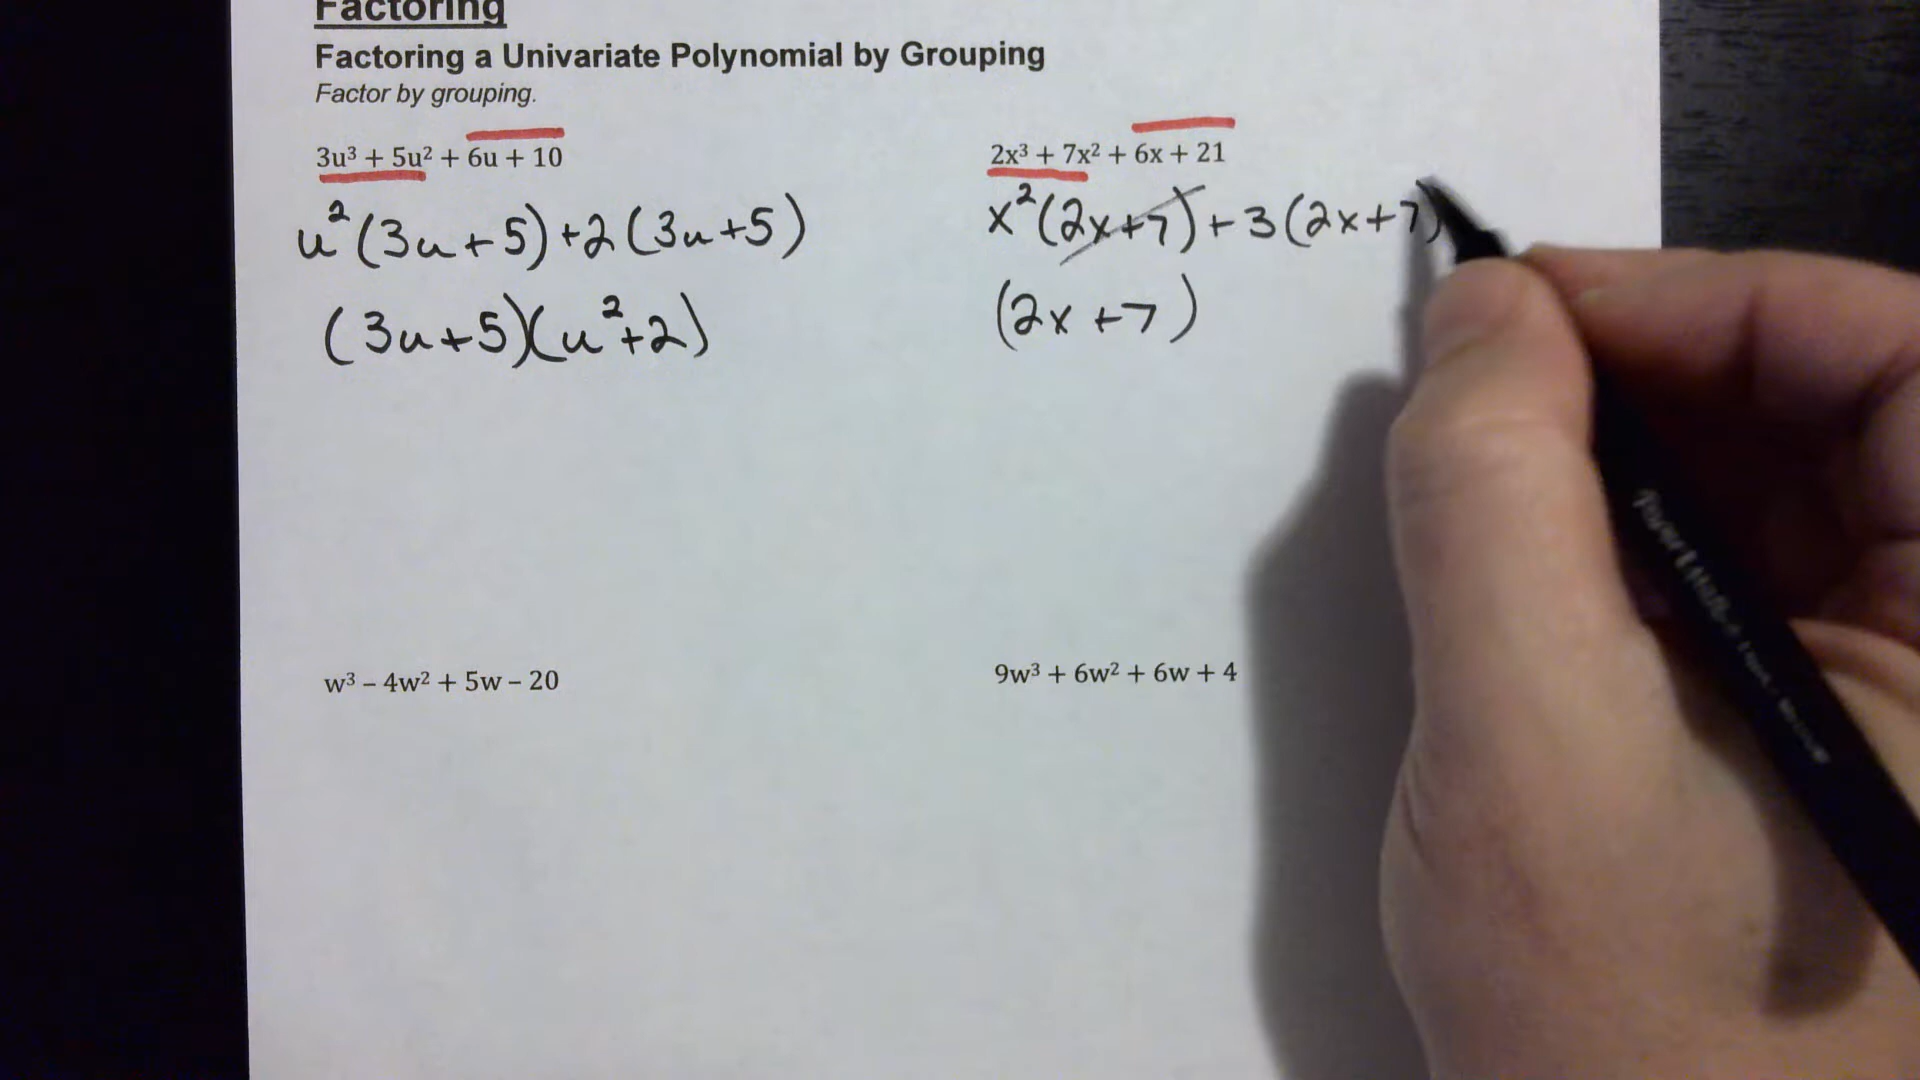 Factoring
Factoring a Univariate Polynomial by Grouping
Factor by grouping.
3u³ + 5u² + 6u + 10
u²(3u+5)+2(3u+5)
(3u+5)(u²+2)
2x³ + 7x² + 6x + 21
x²(2x+7)+3(2x+7)
(2x+7)
w³ – 4w² + 5w – 20
9w³ + 6w² + 6w + 4